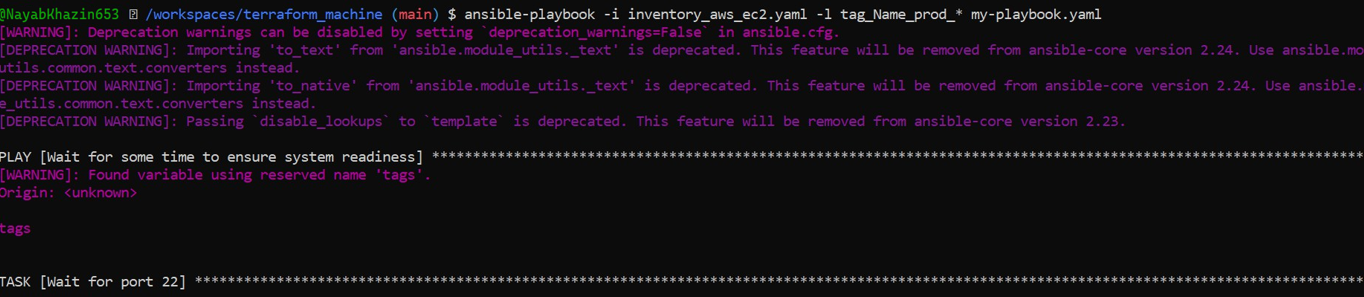 @NayabKhazin653 /workspaces/terraform_machine (main) $ ansible-playbook -i inventory_aws_ec2.yaml -l tag_Name_prod_* my-playbook.yaml
[WARNING]: Deprecation warnings can be disabled by setting `deprecation_warnings=False` in ansible.cfg.
[DEPRECATION WARNING]: Importing 'to_text' from 'ansible.module_utils._text' is deprecated. This feature will be removed from ansible-core version 2.24. Use ansible.mo
utils.common.text.converters instead.
[DEPRECATION WARNING]: Importing 'to_native' from 'ansible.module_utils._text' is deprecated. This feature will be removed from ansible-core version 2.24. Use ansible.
e_utils.common.text.converters instead.
[DEPRECATION WARNING]: Passing `disable_lookups` to `template` is deprecated. This feature will be removed from ansible-core version 2.23.
PLAY [Wait for some time to ensure system readiness] ******************************************************************************************************************
[WARNING]: Found variable using reserved name 'tags'.
Origin: <unknown>
tags
TASK [Wait for port 22] ***********************************************************************************************************************************************